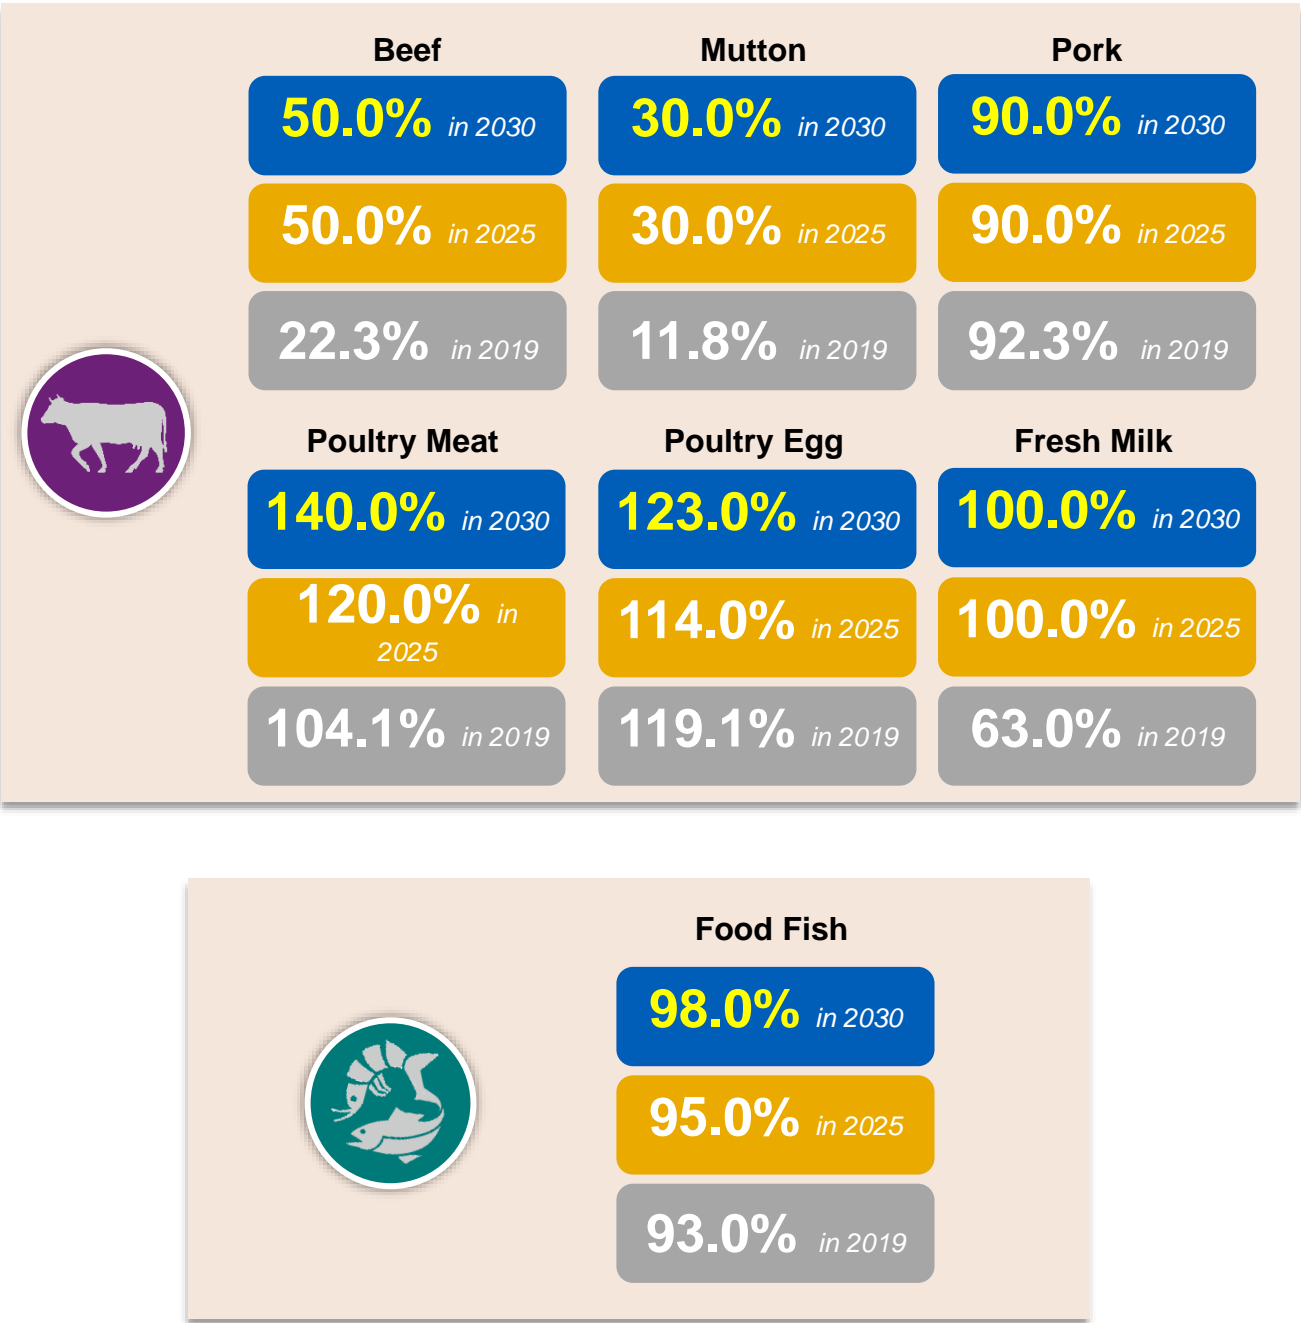 Beef
50.0% in 2030
50.0% in 2025
22.3% in 2019
Mutton
30.0% in 2030
30.0% in 2025
11.8% in 2019
Pork
90.0% in 2030
90.0% in 2025
92.3% in 2019
Poultry Meat
140.0% in 2030
120.0% in
2025
104.1% in 2019
Poultry Egg
123.0% in 2030
114.0% in 2025
119.1% in 2019
Fresh Milk
100.0% in 2030
100.0% in 2025
63.0% in 2019
Food Fish
98.0% in 2030
95.0% in 2025
93.0% in 2019